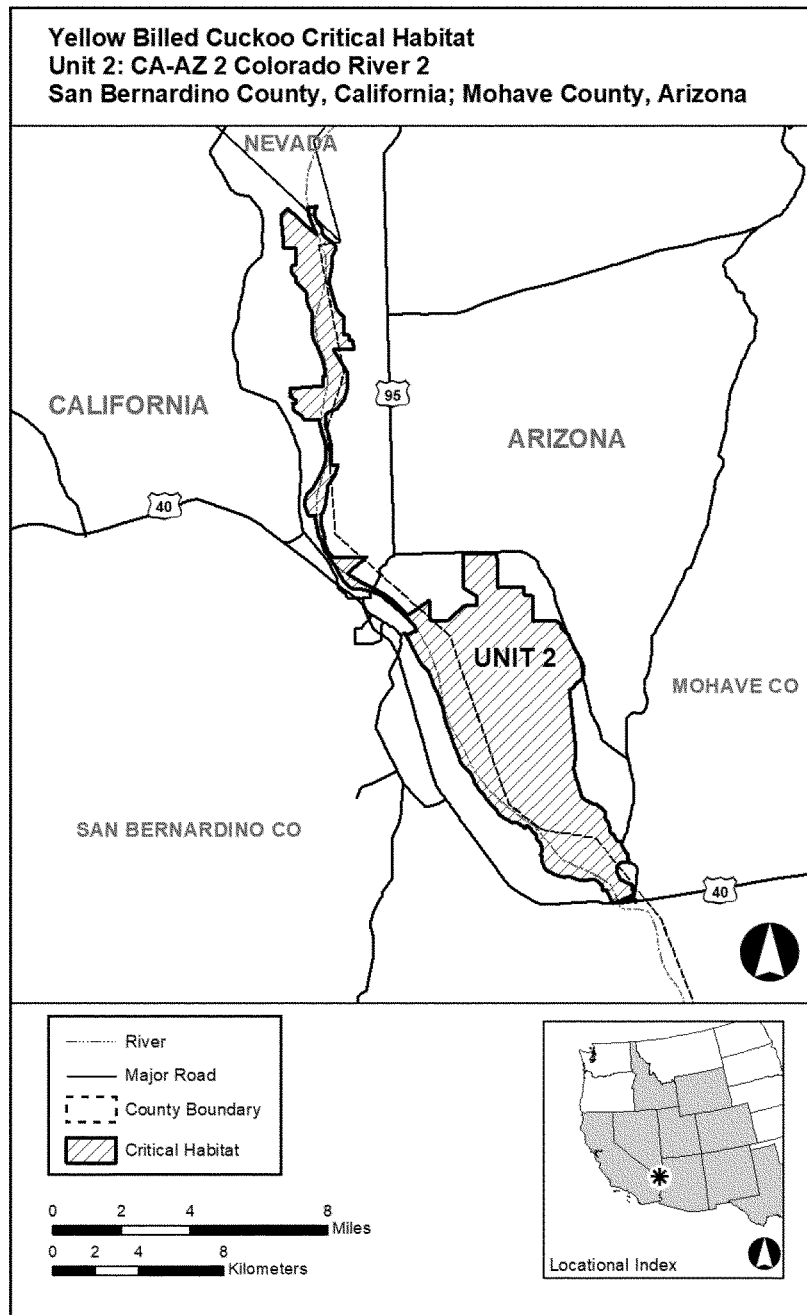 Yellow Billed Cuckoo Critical Habitat
Unit 2: CA-AZ 2 Colorado River 2
San Bernardino County, California; Mohave County, Arizona
NEVADA
CALIFORNIA
95
ARIZONA
40
UNIT 2
MOHAVE CO
SAN BERNARDINO CO
40
River
Major Road
County Boundary
Critical Habitat
0 2 4 8
Miles
0 2 4 8
Kilometers
Locational Index